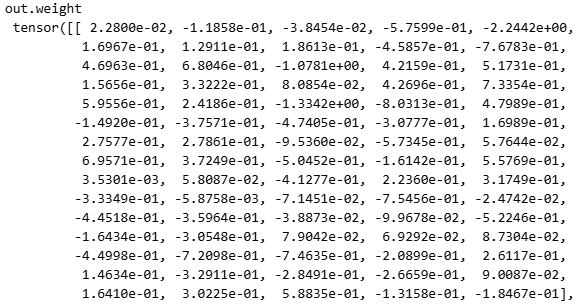 out.weight
tensor([[ 2.2800e-02, -1.1858e-01, -3.8454e-02, -5.7599e-01, -2.2442e+00,
1.6967e-01, 1.2911e-01, 1.8613e-01, -4.5857e-01, -7.6783e-01,
4.6963e-01, 6.8046e-01, -1.0781e+00, 4.2159e-01, 5.1731e-01,
1.5656e-01, 3.3222e-01, 8.0854e-02, 4.2696e-01, 7.3354e-01,
5.9556e-01, 2.4186e-01, -1.3342e+00, -8.0313e-01, 4.7989e-01,
-1.4920e-01, -3.7571e-01, -4.7405e-01, -3.0777e-01, 1.6989e-01,
2.7577e-01, 2.7861e-01, -9.5360e-02, -5.7345e-01, 5.7644e-02,
6.9571e-01, 3.7249e-01, -5.0452e-01, -1.6142e-01, 5.5769e-01,
3.5301e-03, 5.8087e-02, -4.1277e-01, 2.2360e-01, 3.1749e-01,
-3.3349e-01, -5.8758e-03, -7.1451e-02, -7.5456e-01, -2.4742e-02,
-4.4518e-01, -3.5964e-01, -3.8873e-02, -9.9678e-02, -5.2246e-01,
-1.6434e-01, -3.0548e-01, 7.9042e-02, 6.9292e-02, 8.7304e-02,
-4.4998e-01, -7.2098e-01, -7.4635e-01, -2.0899e-01, 2.6117e-01,
1.4634e-01, -3.2911e-01, -2.8491e-01, -2.6659e-01, 9.0087e-02,
1.6410e-01, 3.0225e-01, 5.8835e-01, -1.3158e-01, -1.8467e-01],